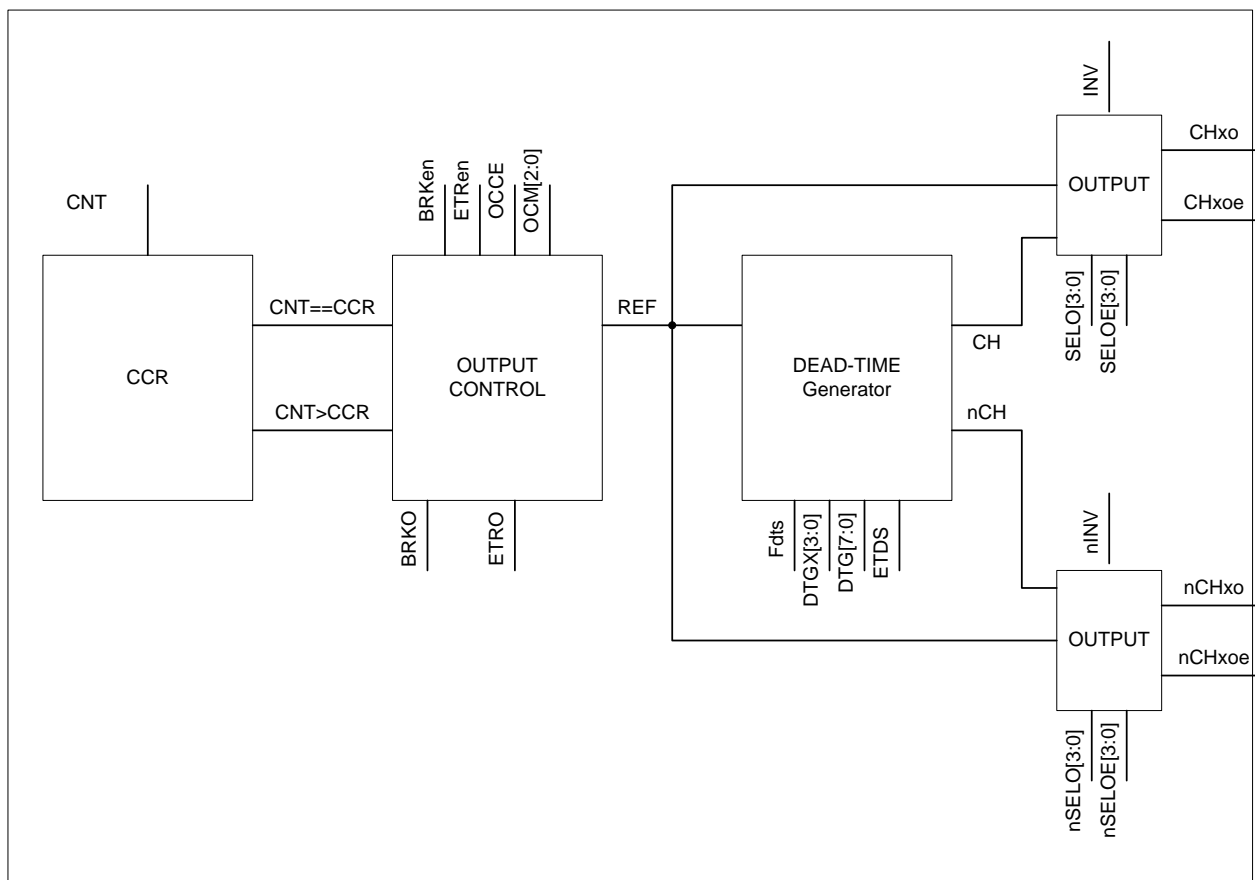 INV
CHxo
OUTPUT
CHxoe
SELO[3:0]
SELOE[3:0]
CNT
BRKen
ETRen
OCCE
OCM[2:0]
CCR
CNT==CCR
CNT>CCR
OUTPUT
CONTROL
BRKO
ETRO
REF
DEAD-TIME
Generator
CH
nCH
Fdts
DTGX[3:0]
DTG[7:0]
ETDS
nINV
nCHxo
OUTPUT
nCHxoe
nSELO[3:0]
nSELOE[3:0]